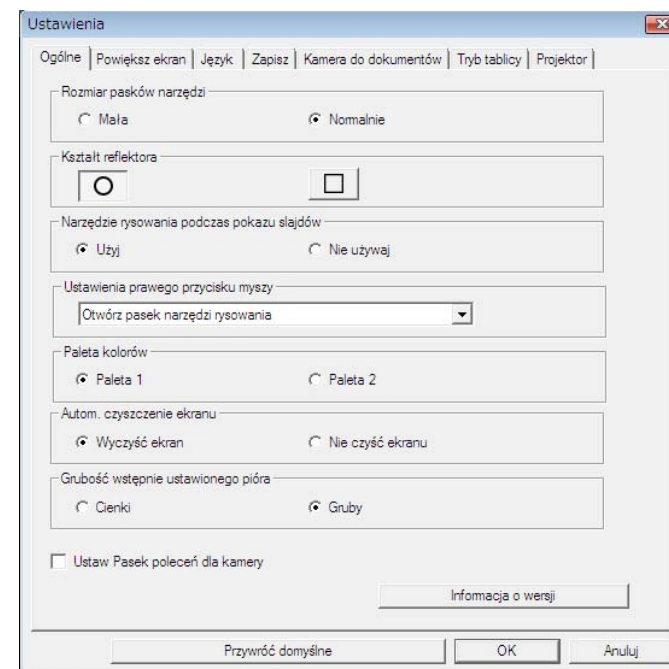 Ustawienia
Ogólne Powiększ ekran Język Zapisz Kamera do dokumentów Tryb tablicy Projektor
Rozmiar pasków narzędzi
Mała Normalnie
Kształt reflektora
Narzędzie rysowania podczas pokazu slajdów
Użyj Nie używaj
Ustawienia prawego przycisku myszy
Otwórz pasek narzędzi rysowania
Paleta kolorów
Paleta 1 Paleta 2
Autom. czyszczenie ekranu
Wyczyść ekran Nie czyść ekranu
Grubość wstępnie ustawionego pióra
Cienki Gruby
Ustaw Pasek poleceń dla kamery
Informacja o wersji
Przywróć domyślne OK Anuluj